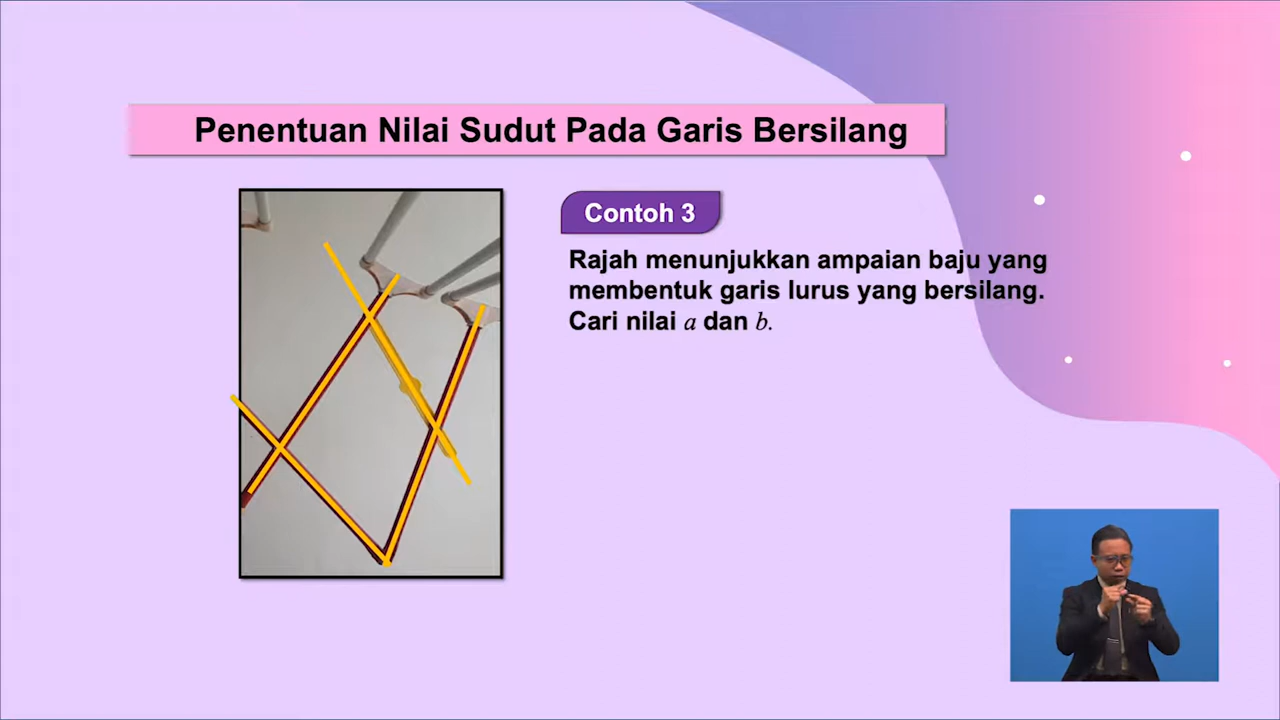 Penentuan Nilai Sudut Pada Garis Bersilang
Contoh 3
Rajah menunjukkan ampaian baju yang
membentuk garis lurus yang bersilang.
Cari nilai a dan b.